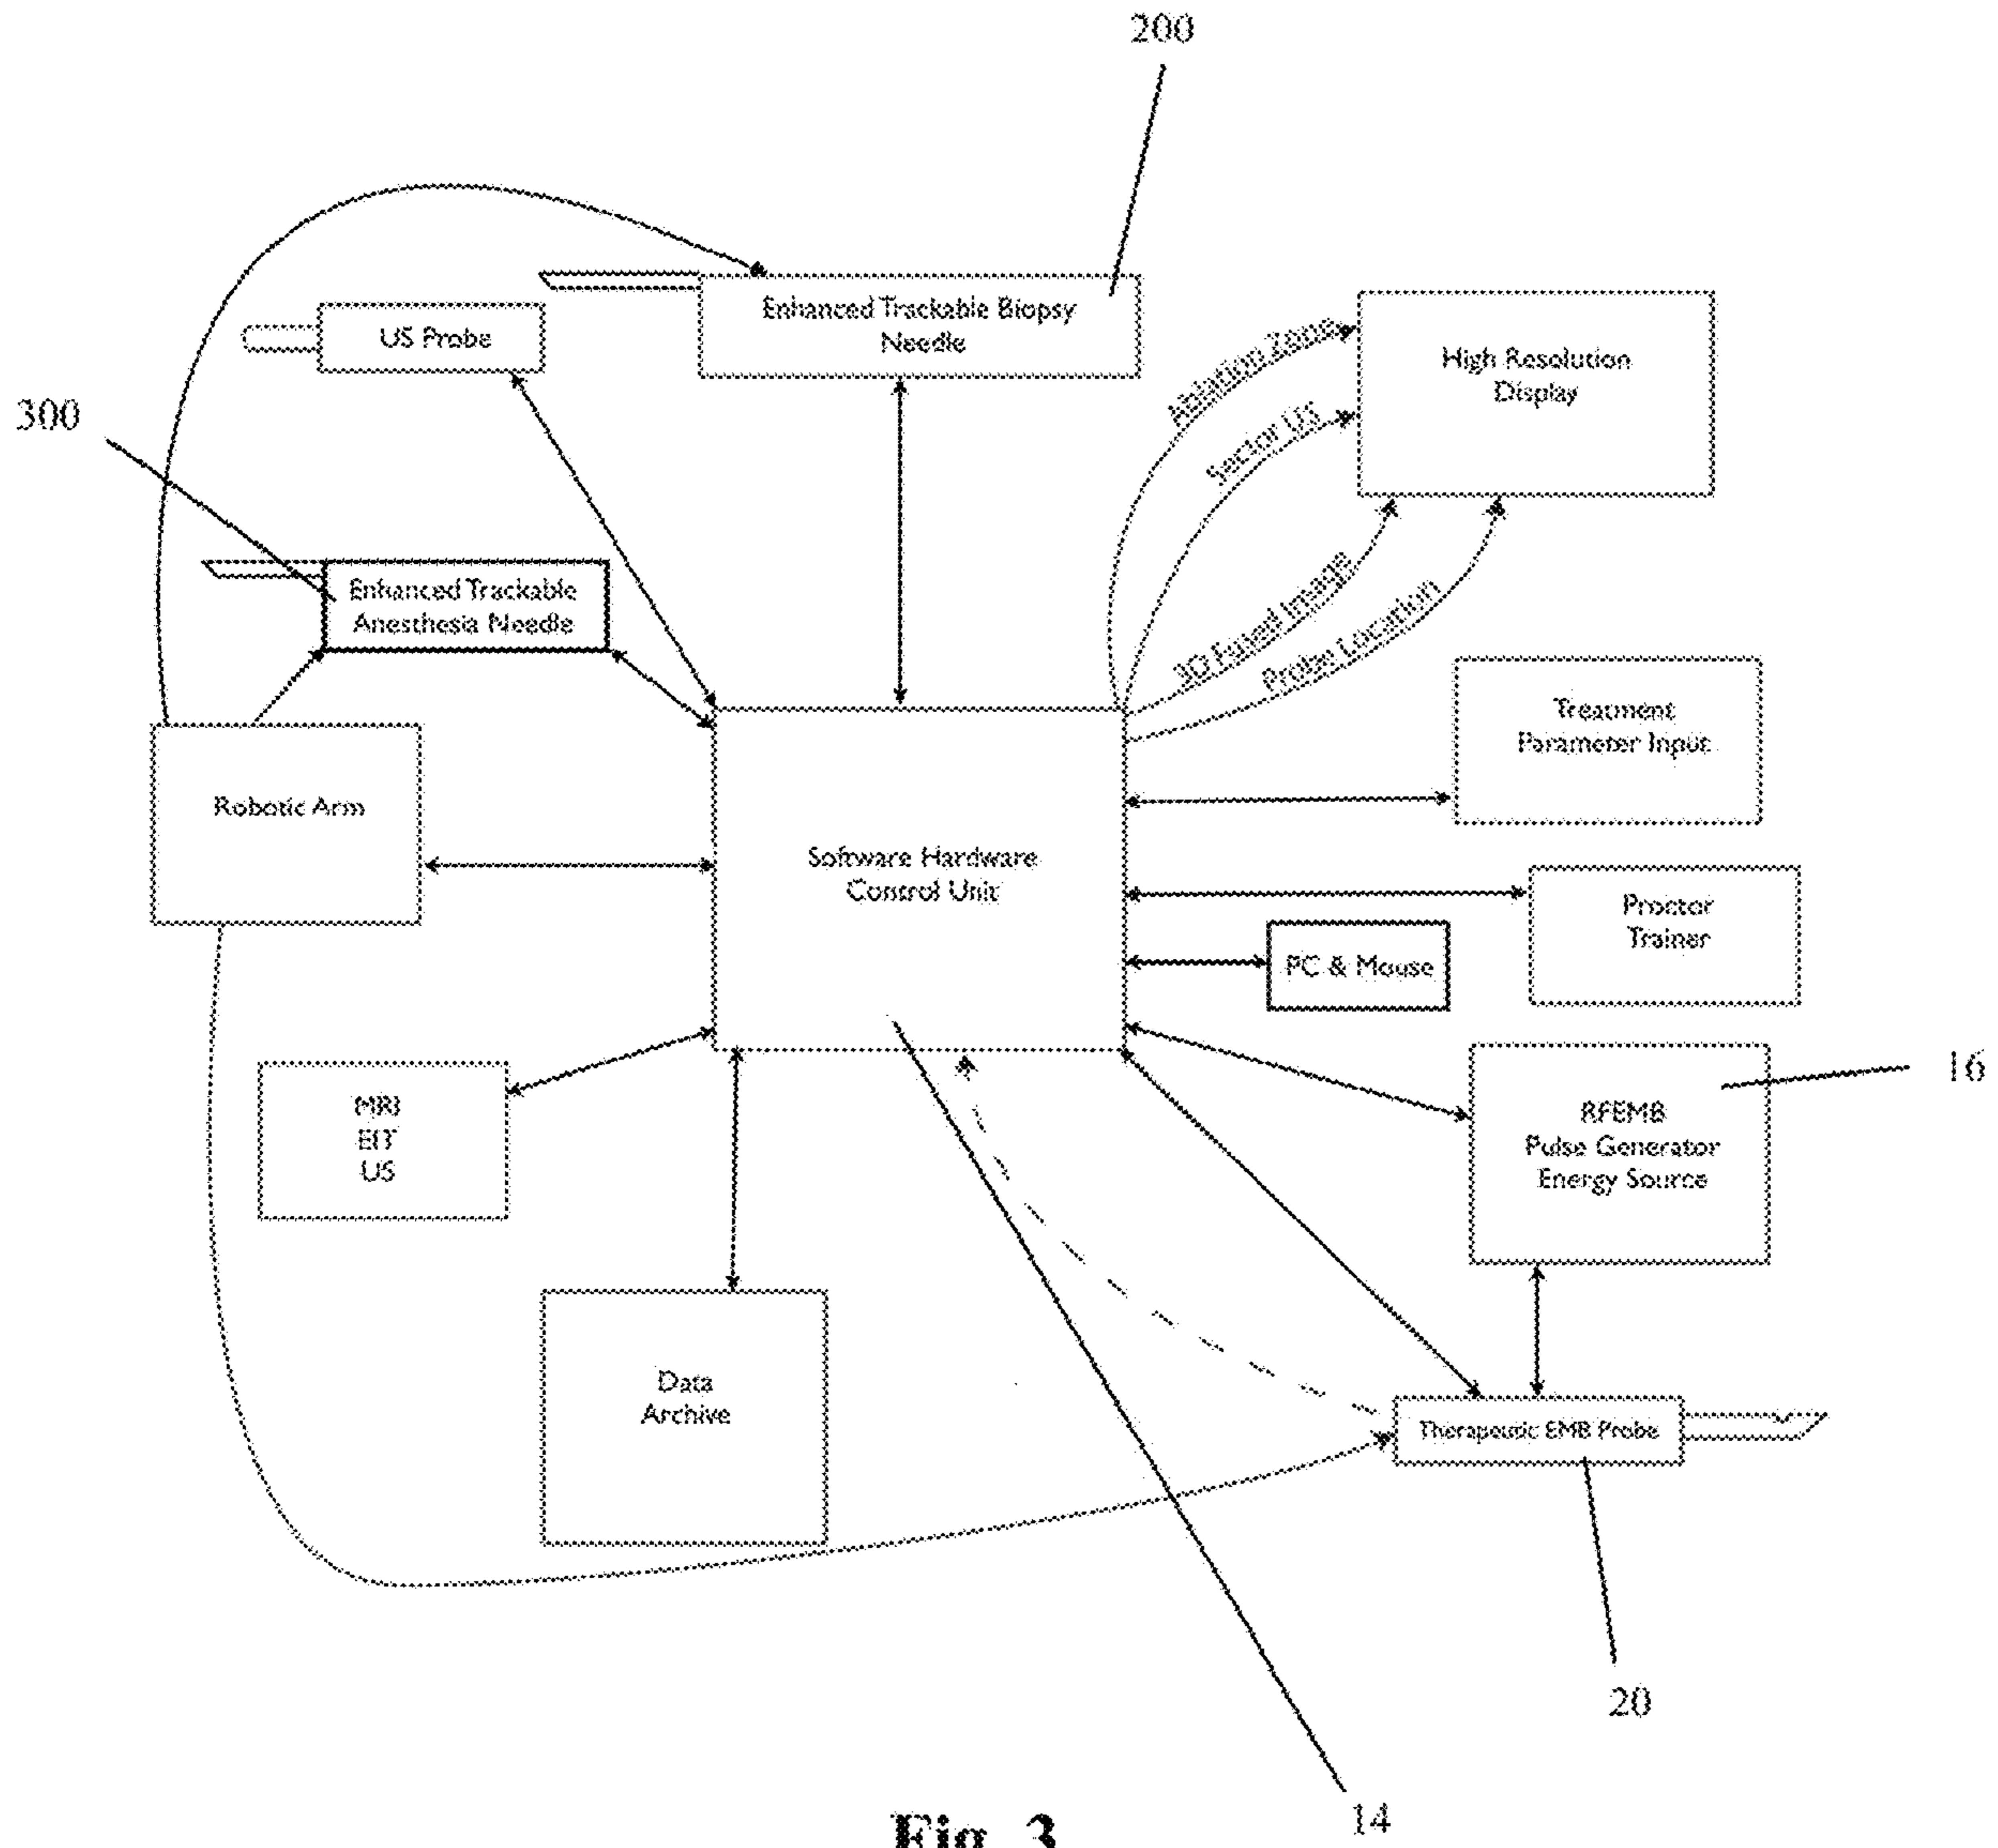 200
Enhanced Trackable Biopsy
Needle
US Probe
High Resolution
Display
Ablation Zone
Sector US
3D Fused Image
Probe Location
300
Enhanced Trackable
Anesthesia Needle
Treatment
Parameter Input
Robotic Arm
Software Hardware
Control Unit
Proctor
Trainer
PC & Mouse
16
RFEMB
Pulse Generator
Energy Source
MRI
EIT
US
Data
Archive
Therapeutic EMB Probe
20
14
Fig. 3